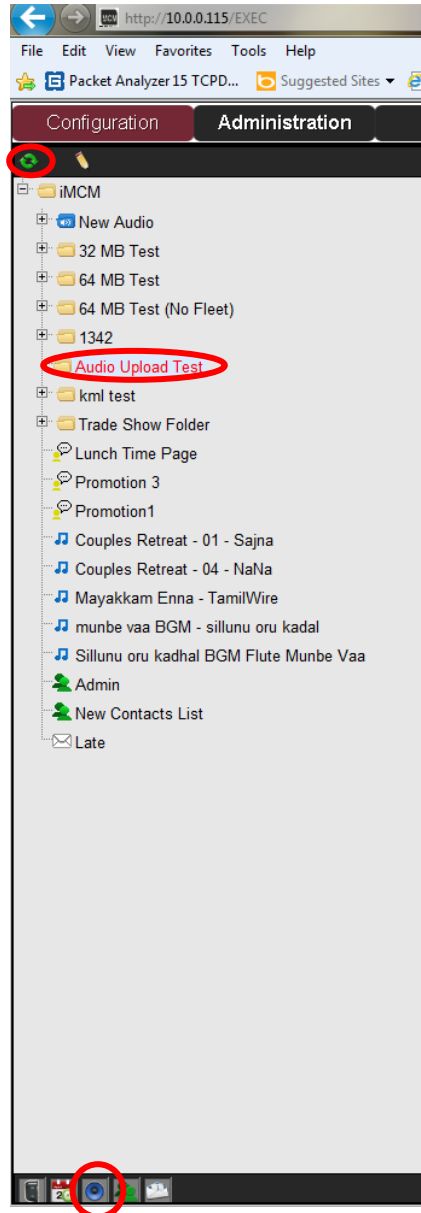 http://10.0.0.115/EXEC
File Edit View Favorites Tools Help
Packet Analyzer 15 TCPD... Suggested Sites
Configuration Administration
iMCM
New Audio
32 MB Test
64 MB Test
64 MB Test (No Fleet)
1342
Audio Upload Test
kml test
Trade Show Folder
Lunch Time Page
Promotion 3
Promotion1
Couples Retreat - 01 - Sajna
Couples Retreat - 04 - NaNa
Mayakkam Enna - TamilWire
munbe vaa BGM - sillunu oru kadal
Sillunu oru kadhal BGM Flute Munbe Vaa
Admin
New Contacts List
Late